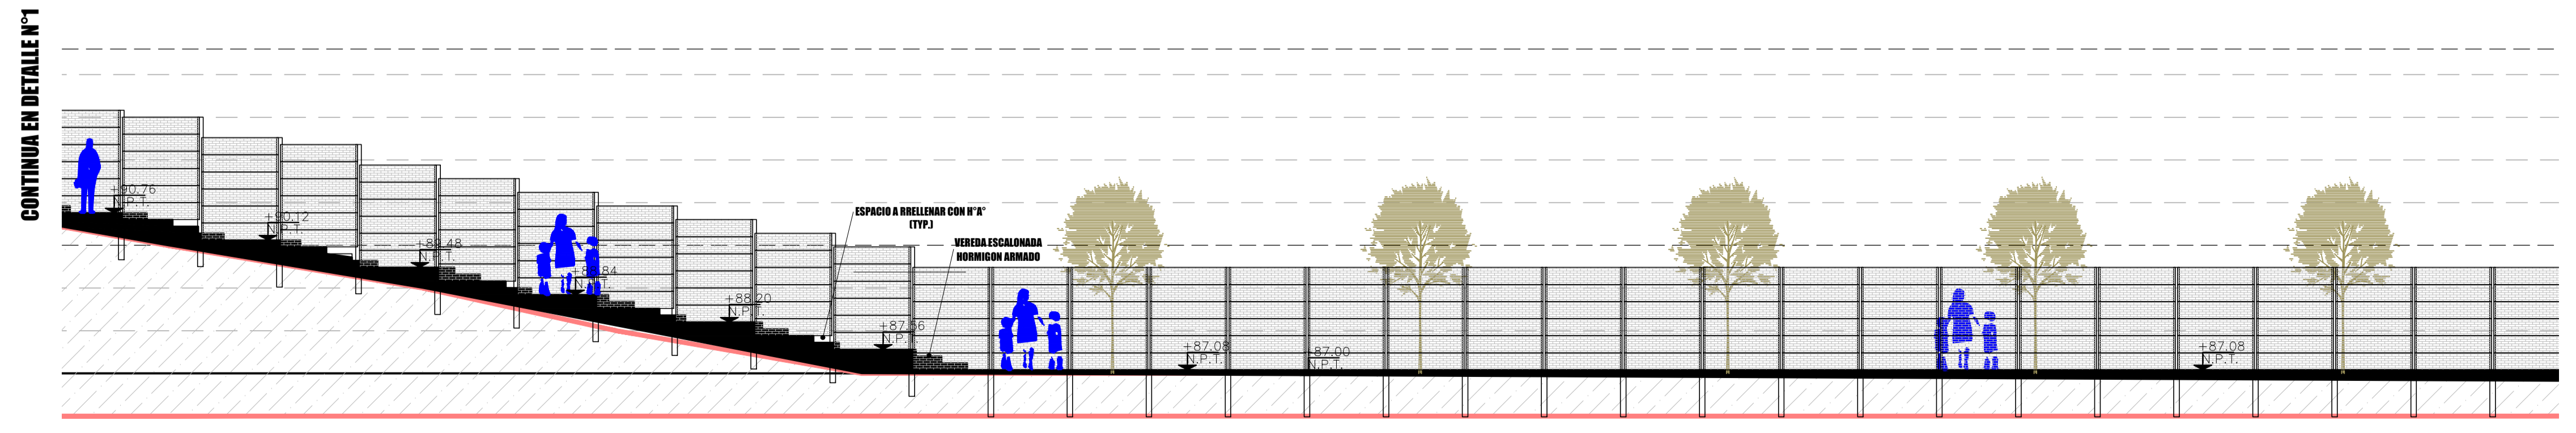 CONTINUA EN DETALLE N°1
+90.76
N.P.T.
+90.12
N.P.T.
+89.48
N.P.T.
+88.84
N.P.T.
+88.20
N.P.T.
+87.56
N.P.T.
ESPACIO A RRELLENAR CON H°A°
(TYP.)
VEREDA ESCALONADA
HORMIGON ARMADO
+87.08
N.P.T.
+87.00
N.P.T.
+87.08
N.P.T.